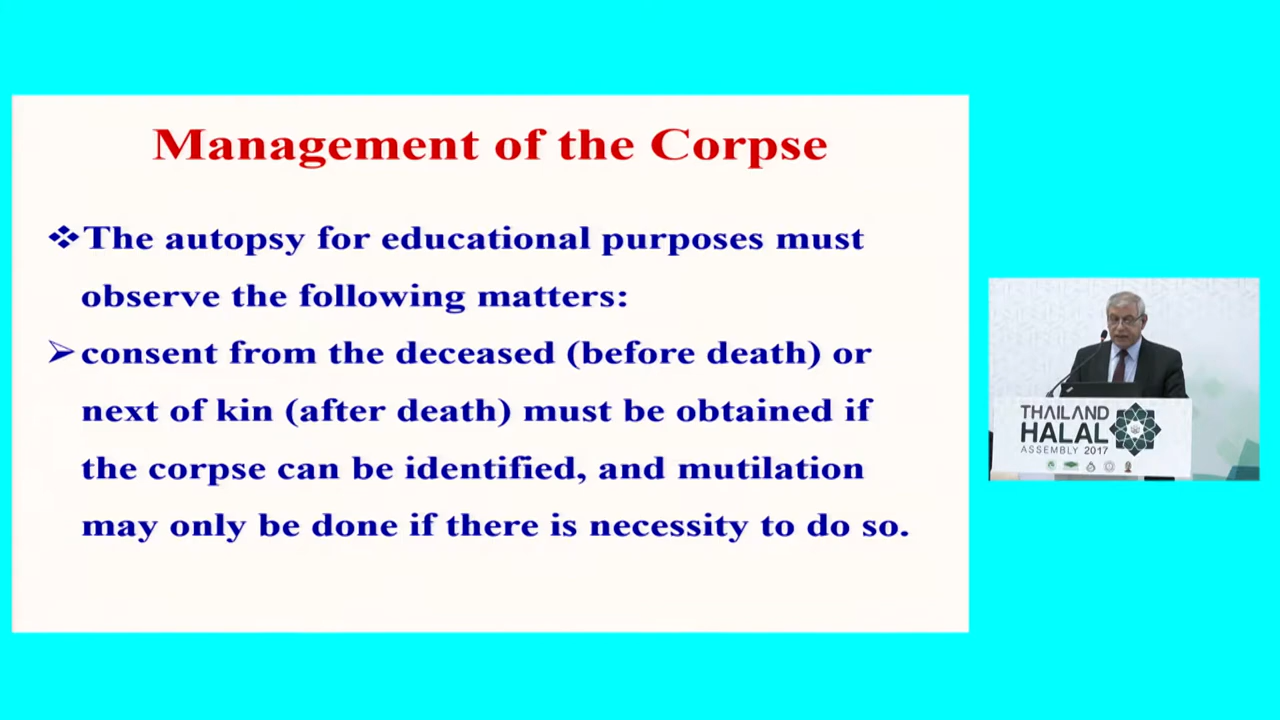 Management of the Corpse
❖The autopsy for educational purposes must
observe the following matters:
➢consent from the deceased (before death) or
next of kin (after death) must be obtained if
the corpse can be identified, and mutilation
may only be done if there is necessity to do so.
THAILAND
HALAL
ASSEMBLY 2017